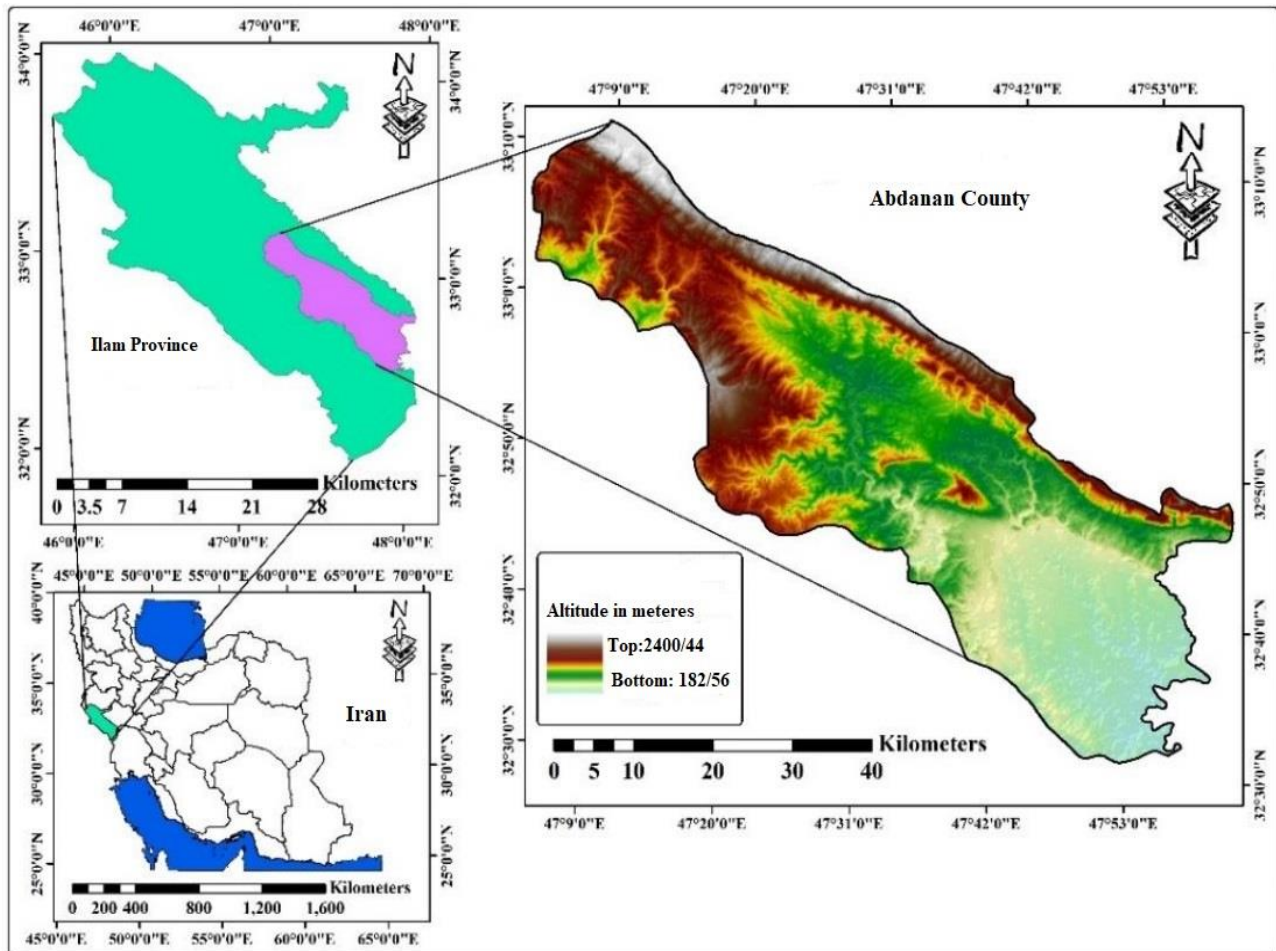 46°0'0"E 47°0'0"E 48°0'0"E
34°0'0"N
33°0'0"N
32°0'0"N
34°0'0"N
33°0'0"N
32°0'0"N
N
Ilam Province
Kilometers
0 3.5 7 14 21 28
46°0'0"E 47°0'0"E 48°0'0"E
45°0'0"E 50°0'0"E 55°0'0"E 60°0'0"E 65°0'0"E 70°0'0"E
40°0'0"N
35°0'0"N
30°0'0"N
25°0'0"N
35°0'0"N
30°0'0"N
25°0'0"N
N
Iran
Kilometers
0 200 400 800 1,200 1,600
45°0'0"E 50°0'0"E 55°0'0"E 60°0'0"E 65°0'0"E
47°9'0"E 47°20'0"E 47°31'0"E 47°42'0"E 47°53'0"E
33°10'0"N
33°0'0"N
32°50'0"N
32°40'0"N
32°30'0"N
33°10'0"N
33°0'0"N
32°50'0"N
32°40'0"N
32°30'0"N
N
Abdanan County
Altitude in meteres
Top:2400/44
Bottom: 182/56
Kilometers
0 5 10 20 30 40
47°9'0"E 47°20'0"E 47°31'0"E 47°42'0"E 47°53'0"E